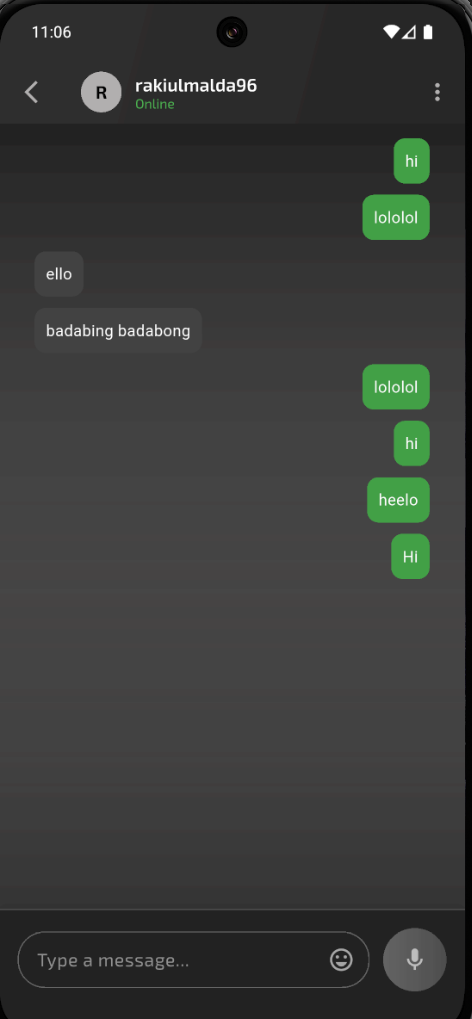 11:06
R
rakiulmalda96
Online
hi
lololol
ello
badabing badabong
lololol
hi
heelo
Hi
Type a message...